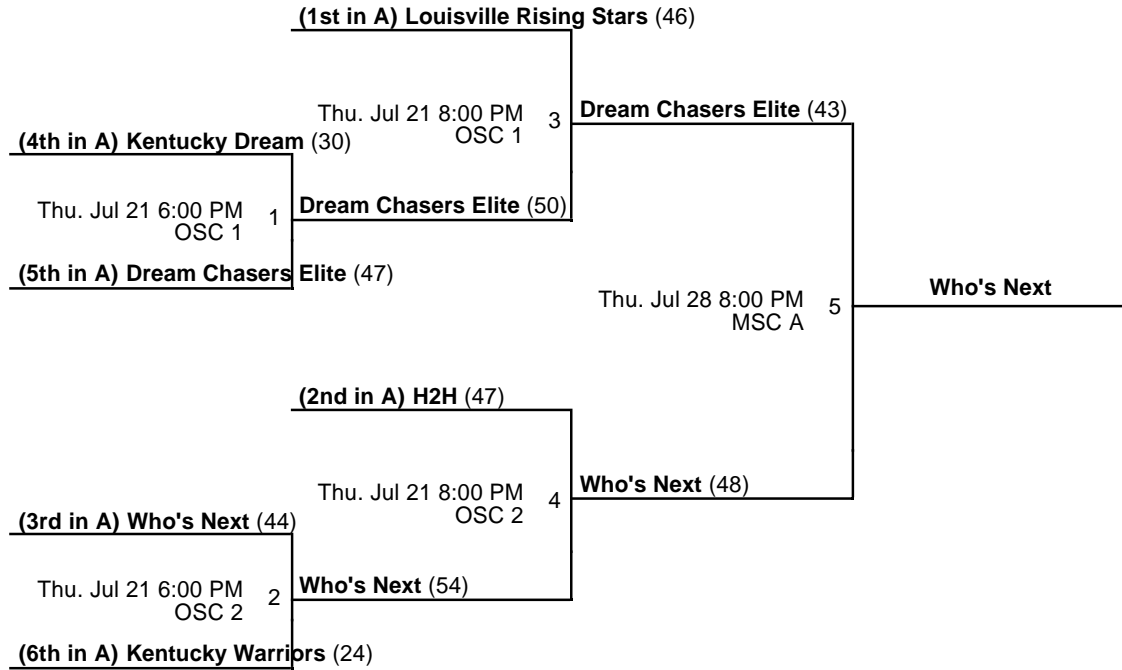 (1st in A) Louisville Rising Stars (46)
Thu. Jul 21 8:00 PM
OSC 1
3
Dream Chasers Elite (43)
(4th in A) Kentucky Dream (30)
Thu. Jul 21 6:00 PM
OSC 1
1
Dream Chasers Elite (50)
(5th in A) Dream Chasers Elite (47)
Thu. Jul 28 8:00 PM
MSC A
5
Who's Next
(2nd in A) H2H (47)
Thu. Jul 21 8:00 PM
OSC 2
4
Who's Next (48)
(3rd in A) Who's Next (44)
Thu. Jul 21 6:00 PM
OSC 2
2
Who's Next (54)
(6th in A) Kentucky Warriors (24)